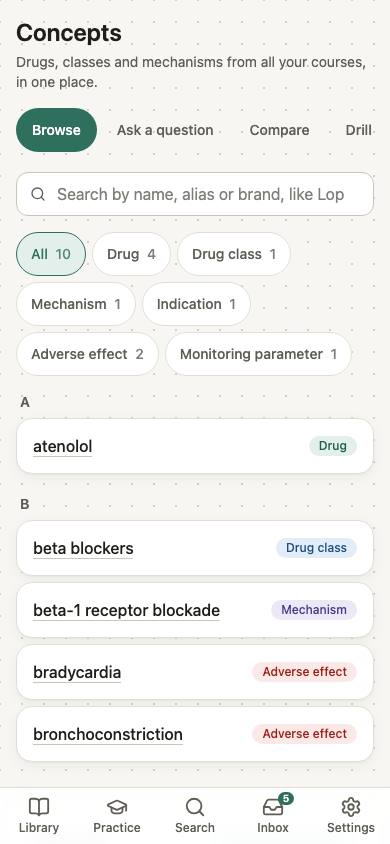 Concepts
Drugs, classes and mechanisms from all your courses,
in one place.
Browse Ask a question Compare Drill
Search by name, alias or brand, like Lop
All 10 Drug 4 Drug class 1
Mechanism 1 Indication 1
Adverse effect 2 Monitoring parameter 1
A
atenolol Drug
B
beta blockers Drug class
beta-1 receptor blockade Mechanism
bradycardia Adverse effect
bronchoconstriction Adverse effect
5
Library Practice Search Inbox Settings